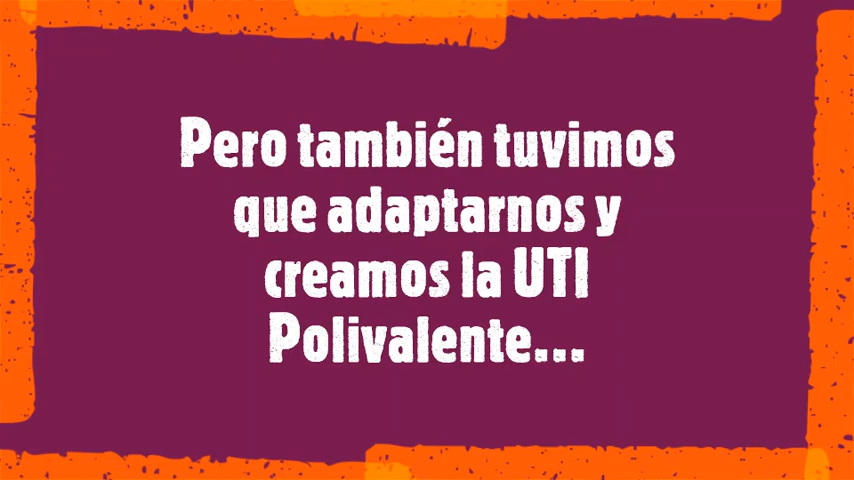 Pero también tuvimos
que adaptarnos y
creamos la UTI
Polivalente...